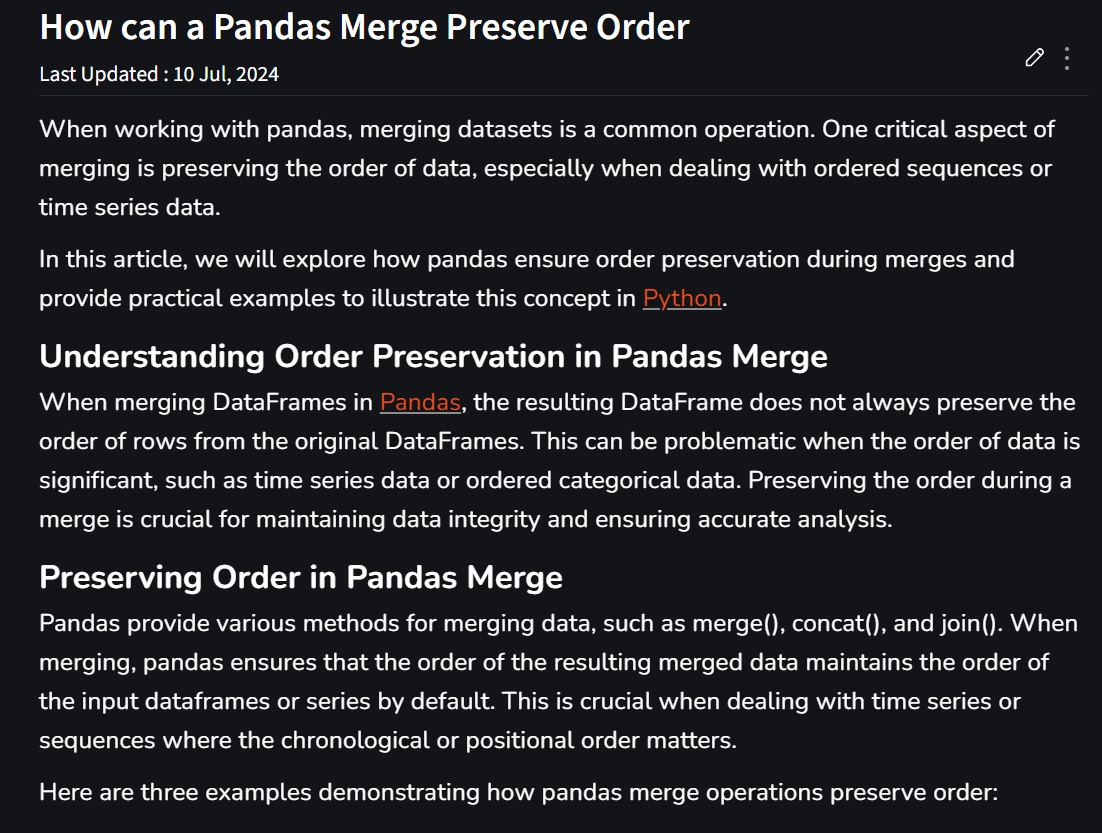 How can a Pandas Merge Preserve Order
Last Updated : 10 Jul, 2024
When working with pandas, merging datasets is a common operation. One critical aspect of
merging is preserving the order of data, especially when dealing with ordered sequences or
time series data.
In this article, we will explore how pandas ensure order preservation during merges and
provide practical examples to illustrate this concept in Python.
Understanding Order Preservation in Pandas Merge
When merging DataFrames in Pandas, the resulting DataFrame does not always preserve the
order of rows from the original DataFrames. This can be problematic when the order of data is
significant, such as time series data or ordered categorical data. Preserving the order during a
merge is crucial for maintaining data integrity and ensuring accurate analysis.
Preserving Order in Pandas Merge
Pandas provide various methods for merging data, such as merge(), concat(), and join(). When
merging, pandas ensures that the order of the resulting merged data maintains the order of
the input dataframes or series by default. This is crucial when dealing with time series or
sequences where the chronological or positional order matters.
Here are three examples demonstrating how pandas merge operations preserve order: